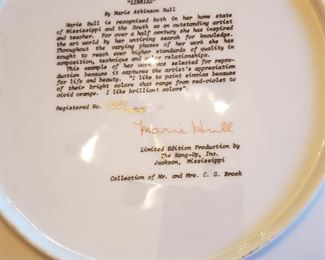 "ZINNIAS"
By Marie Atkinson Hull
Marie Hull is recognized both in her home state
of Mississippi and the South as an outstanding artist
and teacher. For over a half century she has inspired
the art world by her untiring search for knowledge.
Throughout the varying phases of her work she has
sought to reach ever higher standards of quality in
composition, technique and color relationships.
This example of her work was selected for repro-
duction because it captures the artist's appreciation
for life and beauty. "I like to paint zinnias because
of their bright colors that range from red-violet to
vivid orange. I like brilliant colors".
Registered No.
Marie Hull
Limited Edition Production by
The Hang-Up, Inc.
Jackson, Mississippi
Collection of Mr. and Mrs. C. G. Brook